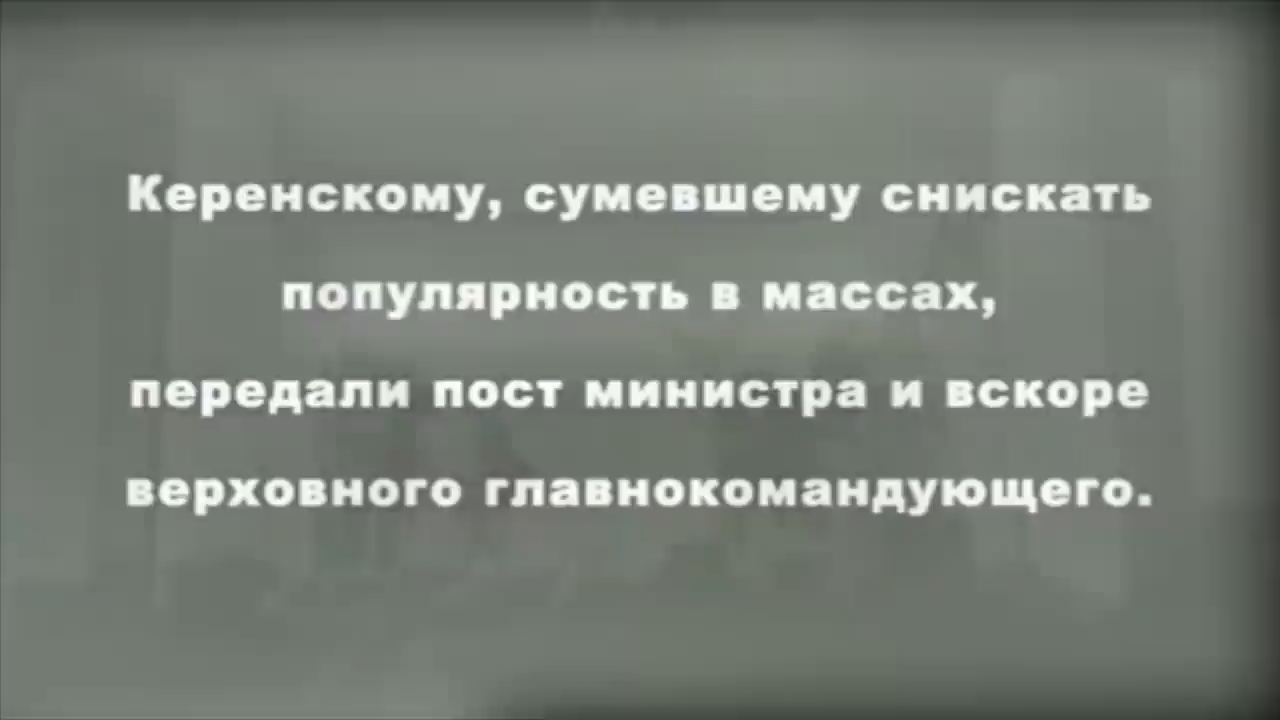 Керенскому, сумевшему снискать
популярность в массах,
передали пост министра и вскоре
верховного главнокомандующего.